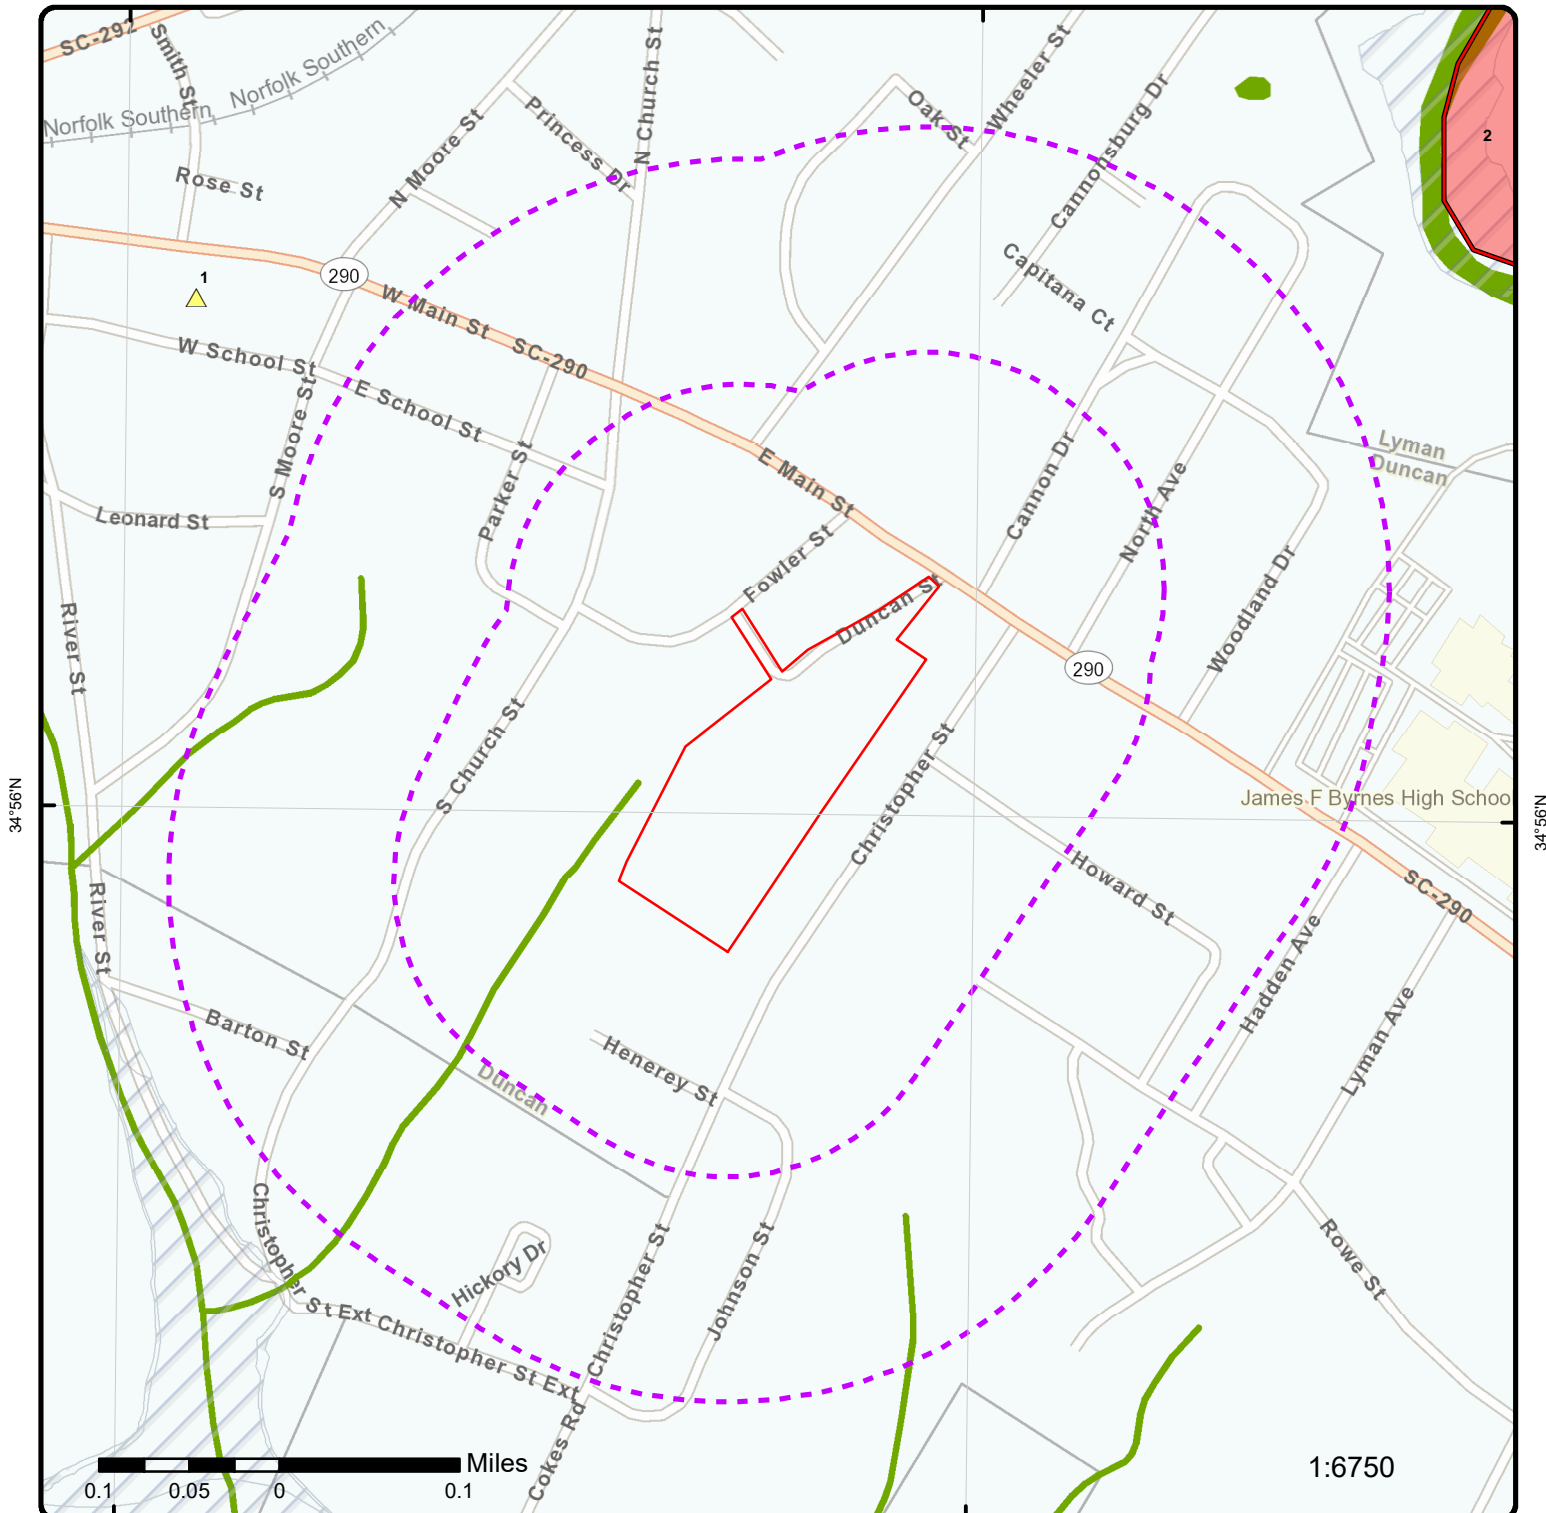 SC-292
Smith St
Norfolk Southern
Norfolk Southern
N Church St
Wheeler St
Oak St
Cannonsburg Dr
2
Princess Dr
N Moore St
Rose St
1
290
W Main St
SC-290
Capitana Ct
W School St
E School St
S Moore St
Parker St
E Main St
Cannon Dr
North Ave
Lyman
Duncan
Leonard St
Fowler St
Duncan St
Woodland Dr
River St
290
S Church St
Christopher St
34°56'N
James F Byrnes High School
34°56'N
Howard St
SC-290
River St
Hadden Ave
Lyman Ave
Barton St
Henerey St
Duncan
Christopher St Ext
Hickory Dr
Christopher St
Johnson St
Rowe St
Christopher St Ext
Cokes Rd
Miles
0.1 0.05 0 0.1
1:6750